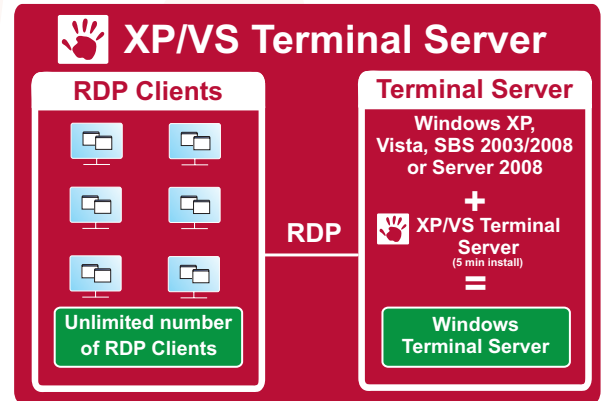 XP/VS Terminal Server
RDP Clients
Unlimited number
of RDP Clients
RDP
Terminal Server
Windows XP,
Vista, SBS 2003/2008
or Server 2008
+
XP/VS Terminal
Server
(5 min install)
=
Windows
Terminal Server